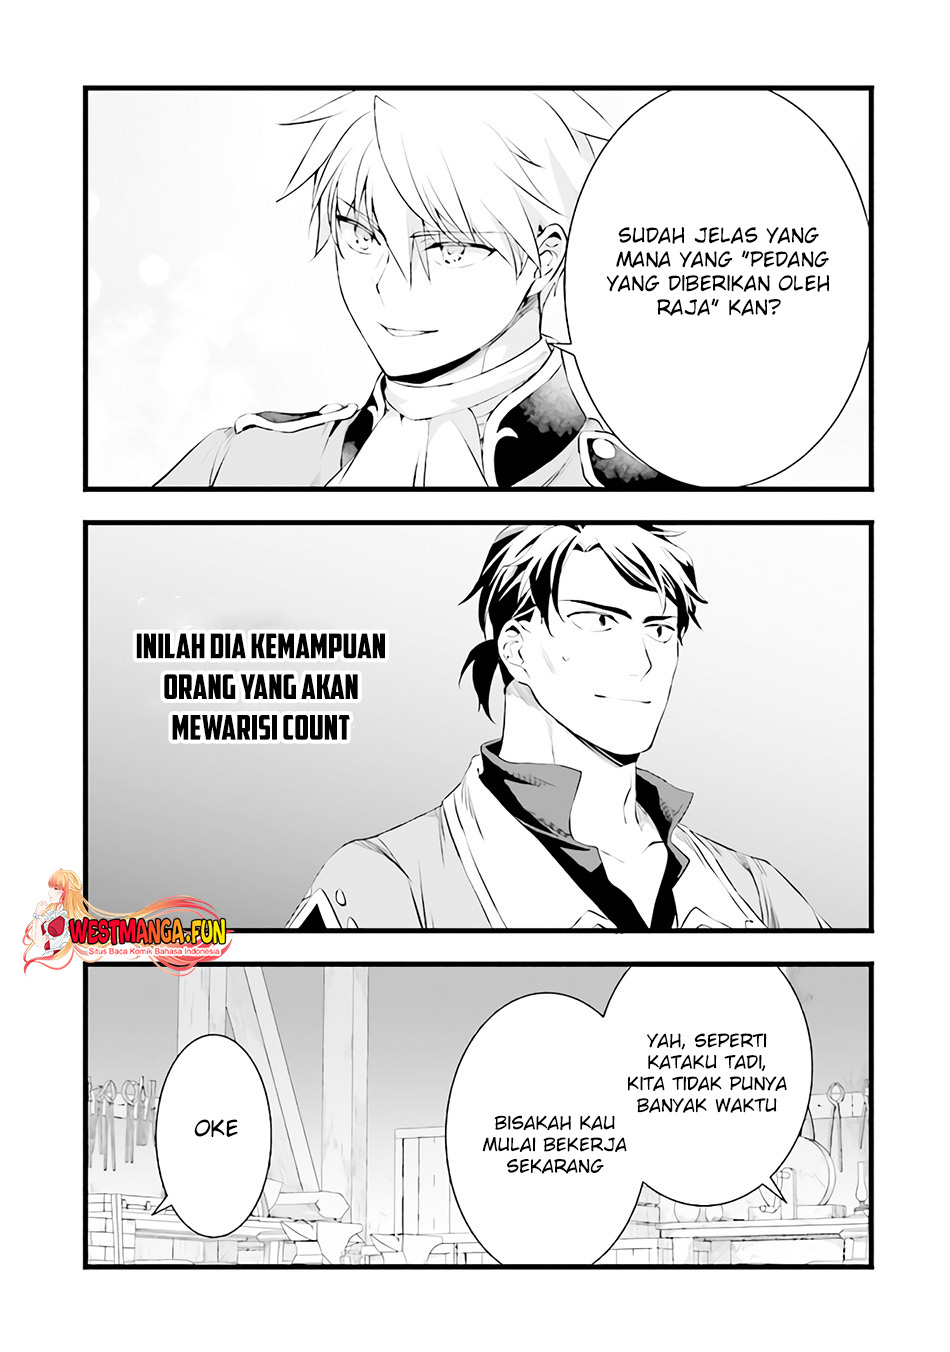 SUDAH JELAS YANG
MANA YANG "PEDANG
YANG DIBERIKAN OLEH
RAJA" KAN?
INILAH DIA KEMAMPUAN
ORANG YANG AKAN
MEWARISI COUNT
WESTMANGA.FUN
Situs Baca Komik Bahasa Indonesia
YAH, SEPERTI
KATAKU TADI,
KITA TIDAK PUNYA
BANYAK WAKTU
BISAKAH KAU
MULAI BEKERJA
SEKARANG
OKE